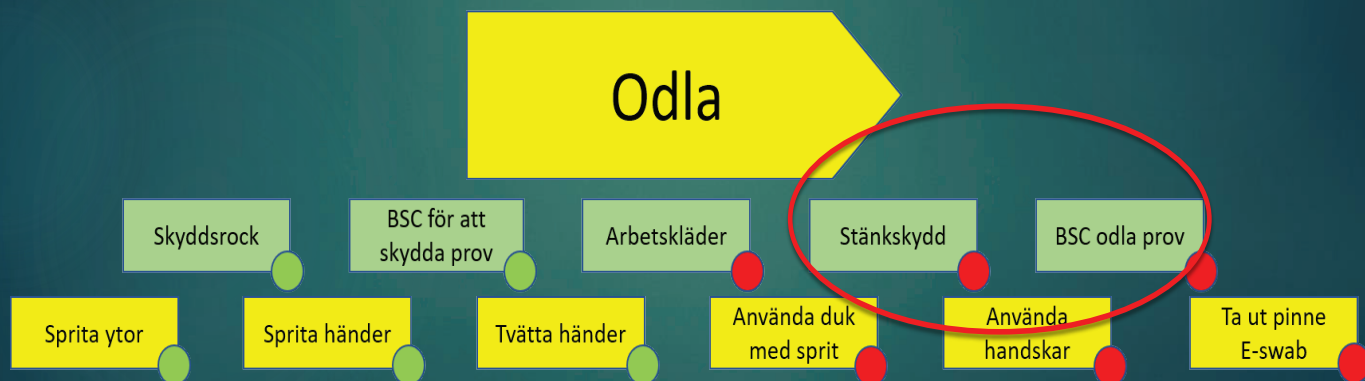 Odla
Skyddsrock
BSC för att
skydda prov
Arbetskläder
Stänkskydd
BSC odla prov
Sprita ytor
Sprita händer
Tvätta händer
Använda duk
med sprit
Använda
handskar
Ta ut pinne
E-swab